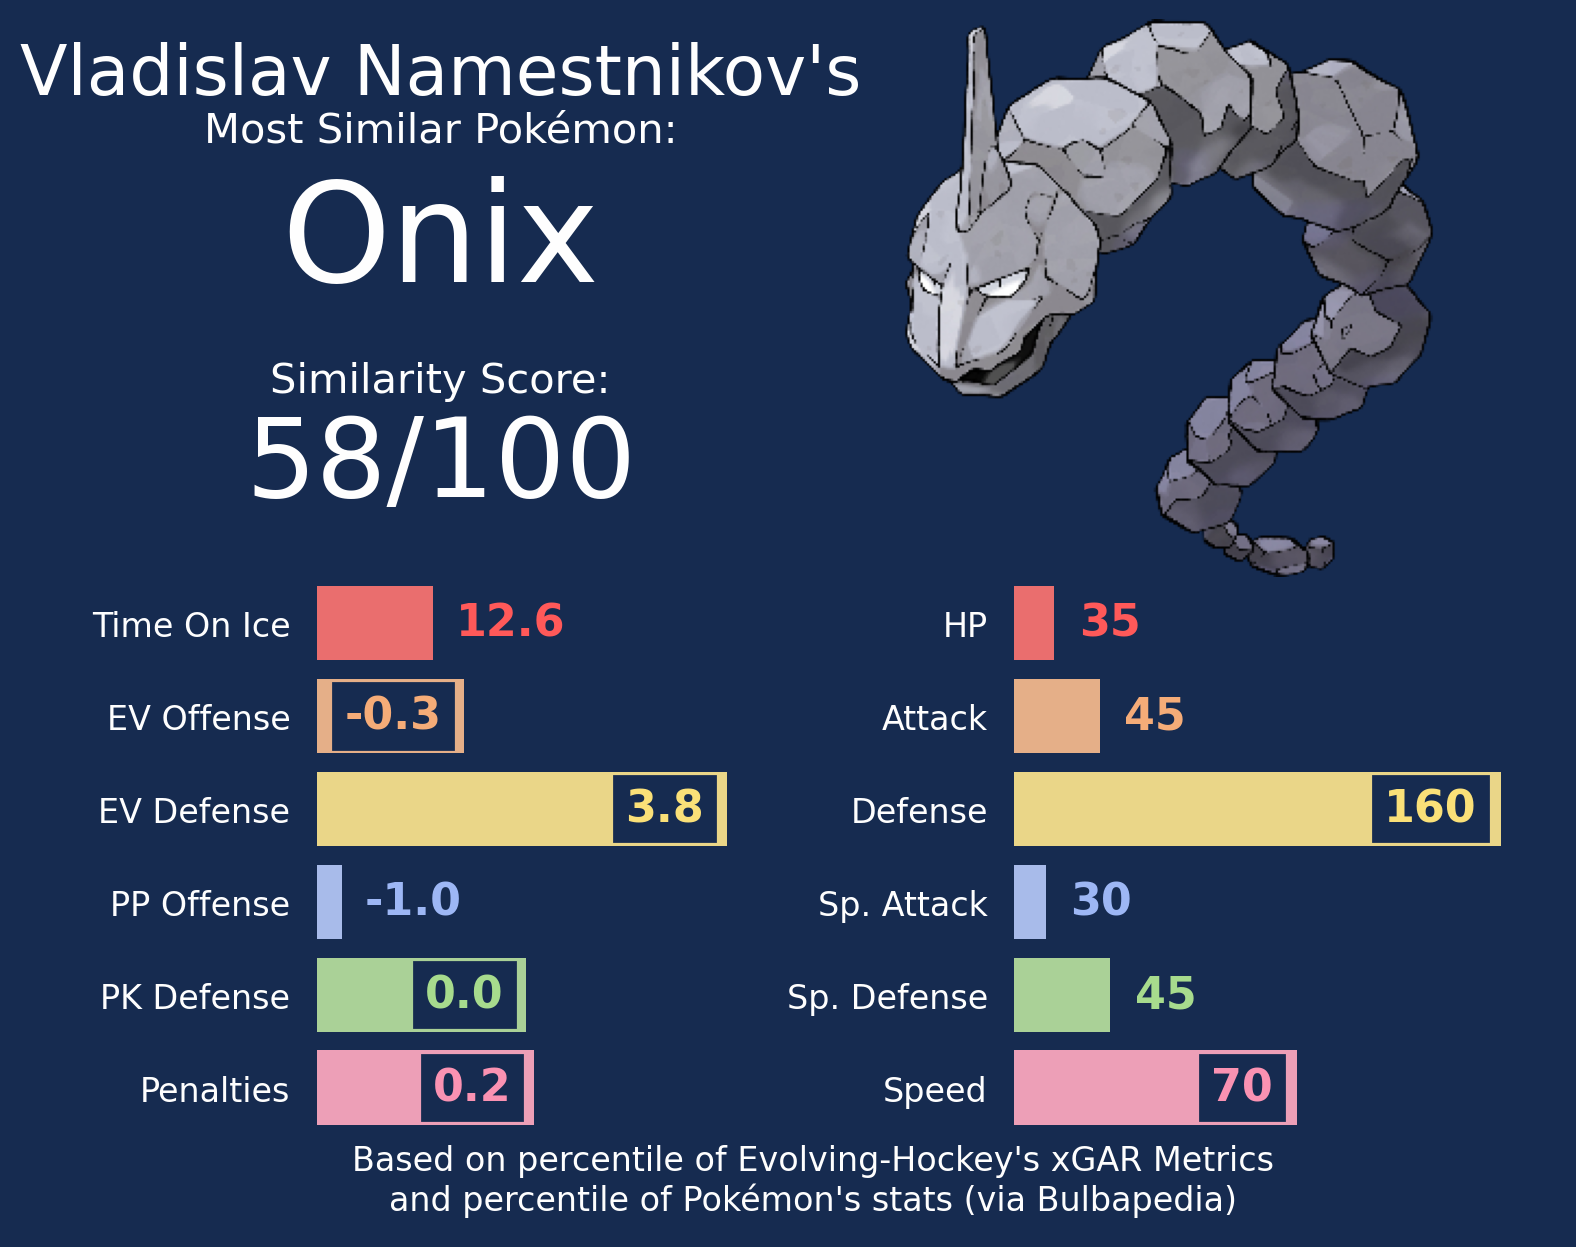 Vladislav Namestnikov's
Most Similar Pokémon:
Onix
Similarity Score:
58/100
Time On Ice 12.6
EV Offense -0.3
EV Defense 3.8
PP Offense -1.0
PK Defense 0.0
Penalties 0.2
HP 35
Attack 45
Defense 160
Sp. Attack 30
Sp. Defense 45
Speed 70
Based on percentile of Evolving-Hockey's xGAR Metrics
and percentile of Pokémon's stats (via Bulbapedia)